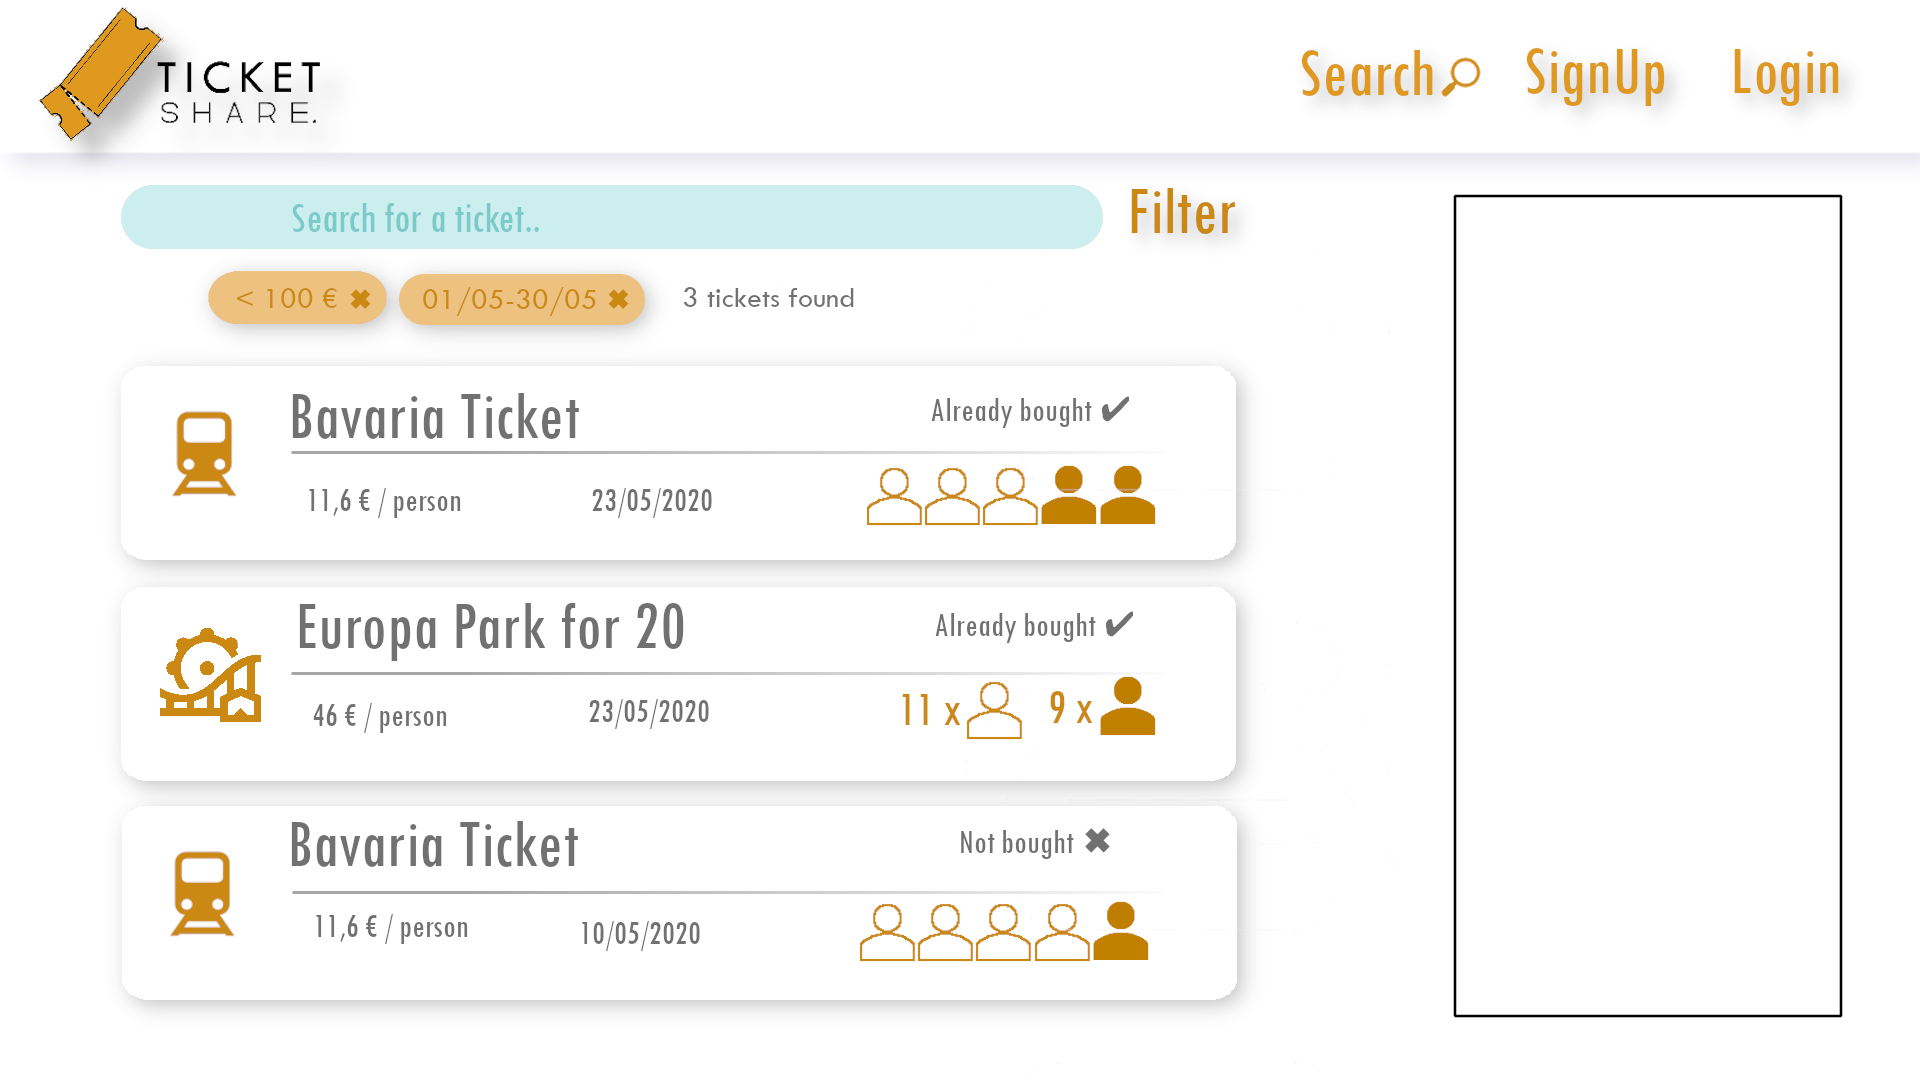 TICKET
SHARE.
Search
SignUp
Login
Search for a ticket..
Filter
< 100 € ✖
01/05-30/05 ✖
3 tickets found
Bavaria Ticket
Already bought ✔
11,6 € / person
23/05/2020
Europa Park for 20
Already bought ✔
46 € / person
23/05/2020
11 x
9 x
Bavaria Ticket
Not bought ✖
11,6 € / person
10/05/2020